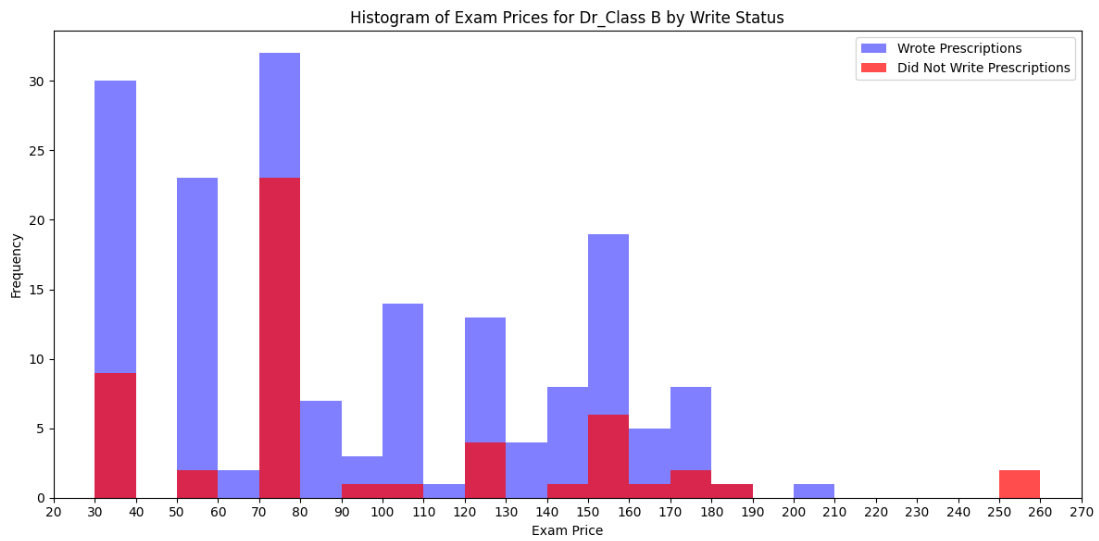 Histogram of Exam Prices for Dr_Class B by Write Status
Wrote Prescriptions
Did Not Write Prescriptions
Frequency
30
25
20
15
10
5
0
20 30 40 50 60 70 80 90 100 110 120 130 140 150 160 170 180 190 200 210 220 230 240 250 260 270
Exam Price